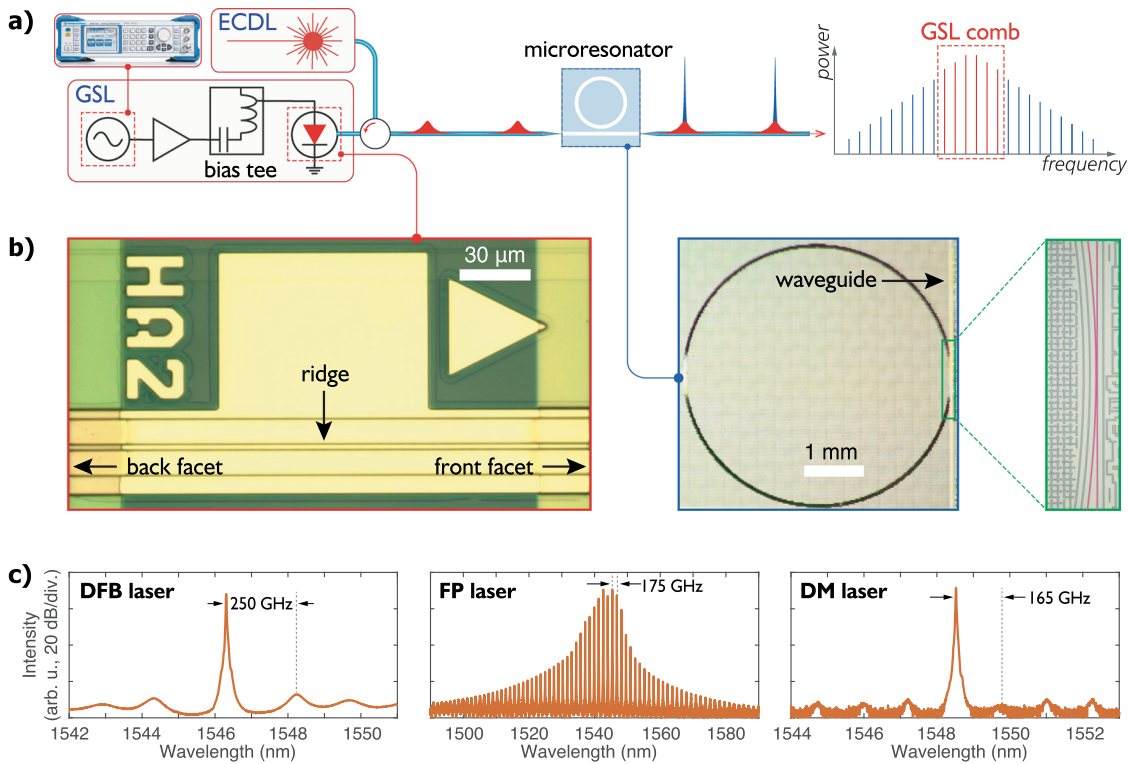 a)
ECDL
GSL
bias tee
microresonator
power
GSL comb
frequency
b)
HΩ2
30 µm
ridge
back facet
front facet
waveguide
1 mm
c)
Intensity
(arb. u., 20 dB/div.)
DFB laser
250 GHz
1542 1544 1546 1548 1550
Wavelength (nm)
FP laser
175 GHz
1500 1520 1540 1560 1580
Wavelength (nm)
DM laser
165 GHz
1544 1546 1548 1550 1552
Wavelength (nm)